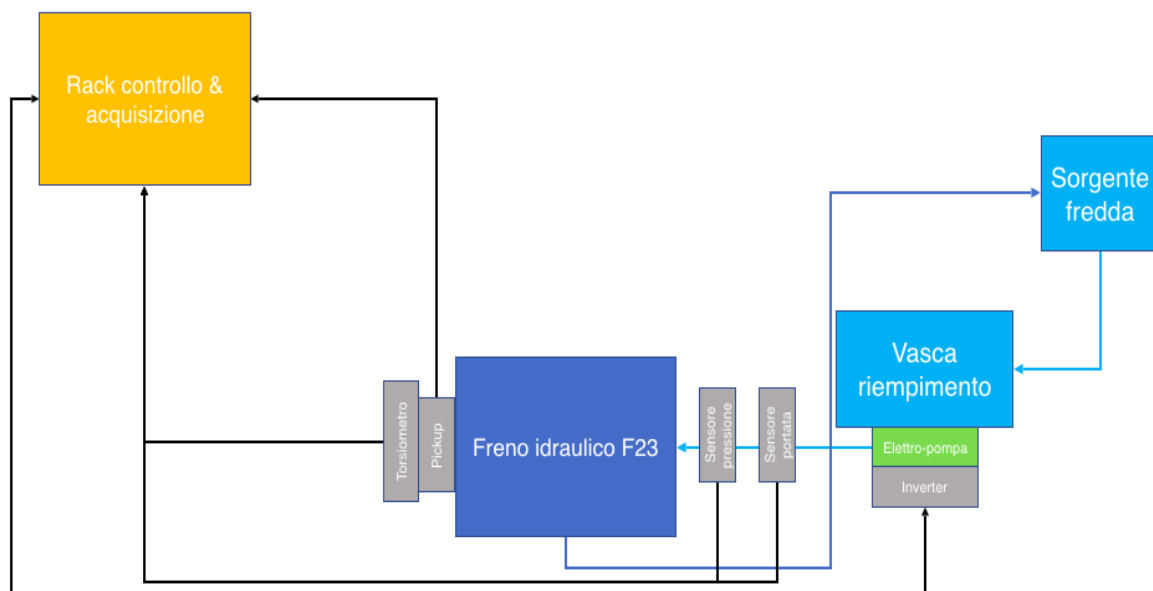 Rack controllo &
acquisizione
Sorgente
fredda
Vasca
riempimento
Elettro-pompa
Inverter
Sensore
portata
Sensore
pressione
Freno idraulico F23
Pickup
Torsiometro